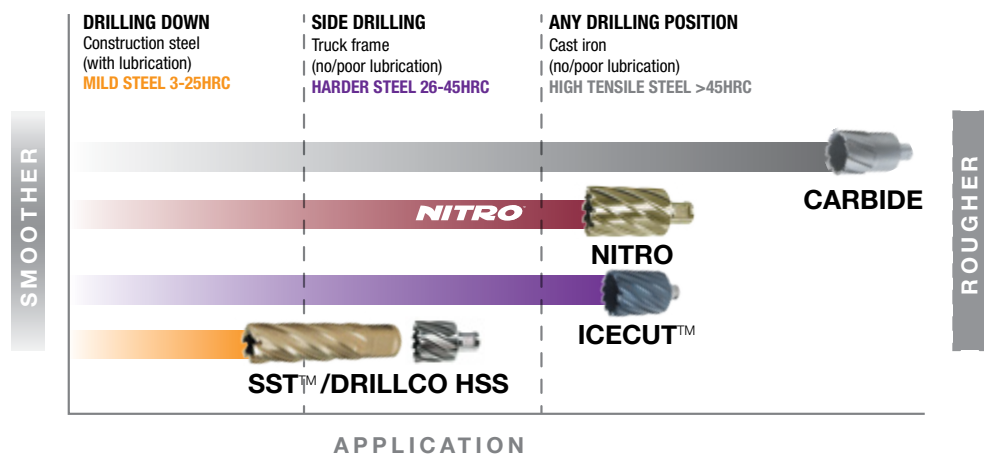 DRILLING DOWN
Construction steel
(with lubrication)
MILD STEEL 3-25HRC
SIDE DRILLING
Truck frame
(no/poor lubrication)
HARDER STEEL 26-45HRC
ANY DRILLING POSITION
Cast iron
(no/poor lubrication)
HIGH TENSILE STEEL >45HRC
SMOOTHER
ROUGHER
CARBIDE
NITRO™
NITRO
ICECUT™
SST™/DRILLCO HSS
APPLICATION